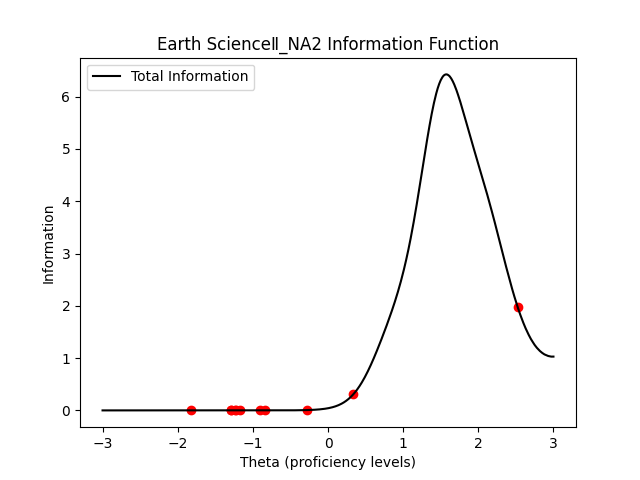 Earth ScienceⅡ_NA2 Information Function
Total Information
Information
6
5
4
3
2
1
0
−3 −2 −1 0 1 2 3
Theta (proficiency levels)